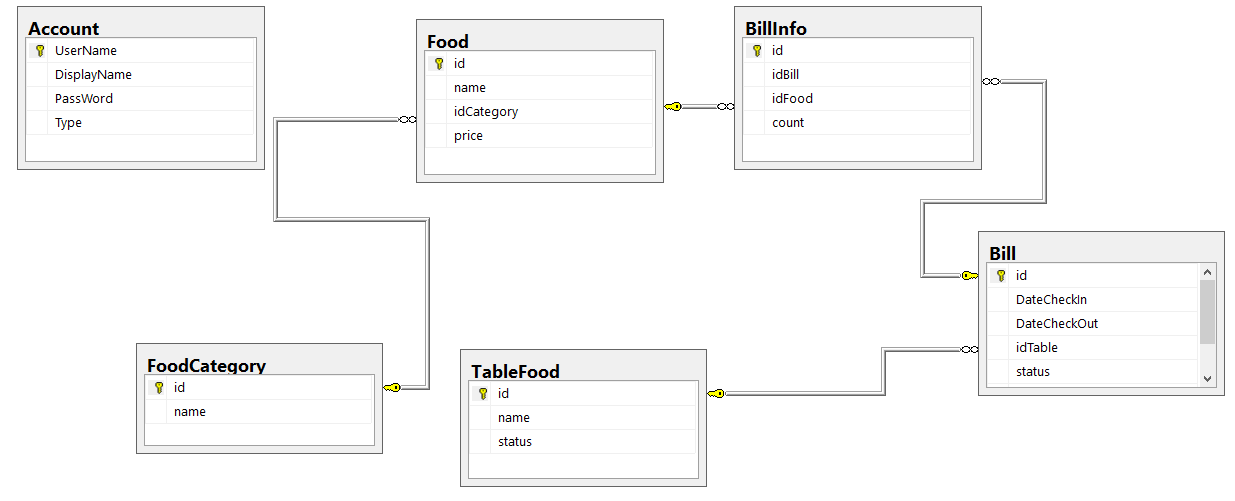 Account
UserName
DisplayName
PassWord
Type
Food
id
name
idCategory
price
BillInfo
id
idBill
idFood
count
Bill
id
DateCheckIn
DateCheckOut
idTable
status
FoodCategory
id
name
TableFood
id
name
status